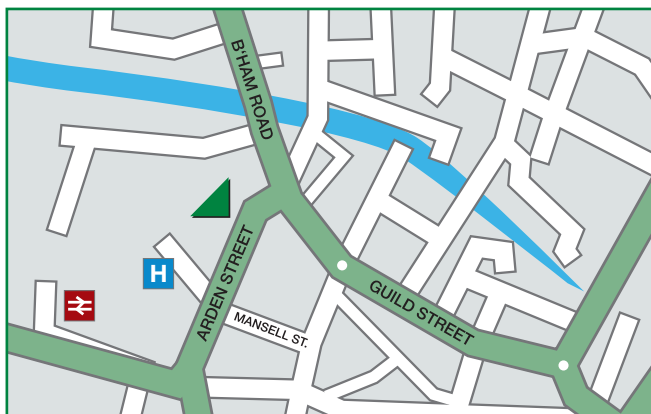 B'HAM ROAD
ARDEN STREET
H
MANSELL ST.
GUILD STREET